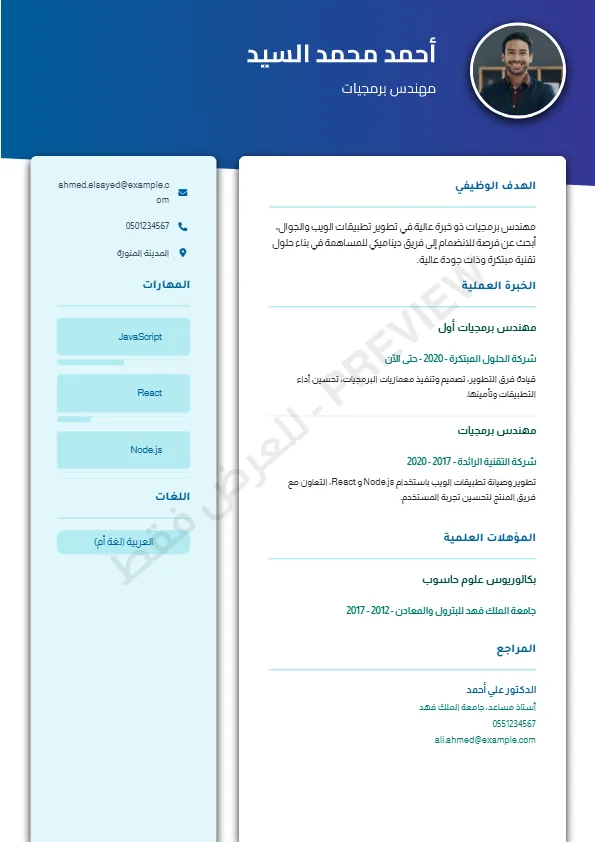 أحمد محمد السيد
مهندس برمجيات
الهدف الوظيفي
مهندس برمجيات ذو خبرة عالية في تطوير تطبيقات الويب والجوال،
أبحث عن فرصة للانضمام إلى فريق ديناميكي للمساهمة في بناء حلول
تقنية مبتكرة وذات جودة عالية.
الخبرة العملية
مهندس برمجيات أول
شركة الحلول المبتكرة - 2020 - حتى الآن
قيادة فرق التطوير، تصميم وتنفيذ معماريات البرمجيات، تحسين أداء
التطبيقات وتأمينها.
مهندس برمجيات
شركة التقنية الرائدة - 2017 - 2020
تطوير وصيانة تطبيقات الويب باستخدام Node.js و React، التعاون مع
فريق المنتج لتحسين تجربة المستخدم.
المؤهلات العلمية
بكالوريوس علوم حاسوب
جامعة الملك فهد للبترول والمعادن - 2012 - 2017
المراجع
الدكتور علي أحمد
أستاذ مساعد، جامعة الملك فهد
0551234567
ali.ahmed@example.com
ahmed.elsayed@example.c
om
0501234567
المدينة المنورة
المهارات
JavaScript
React
Node.js
اللغات
العربية (لغة أم)
للعرض فقط - PREVIEW